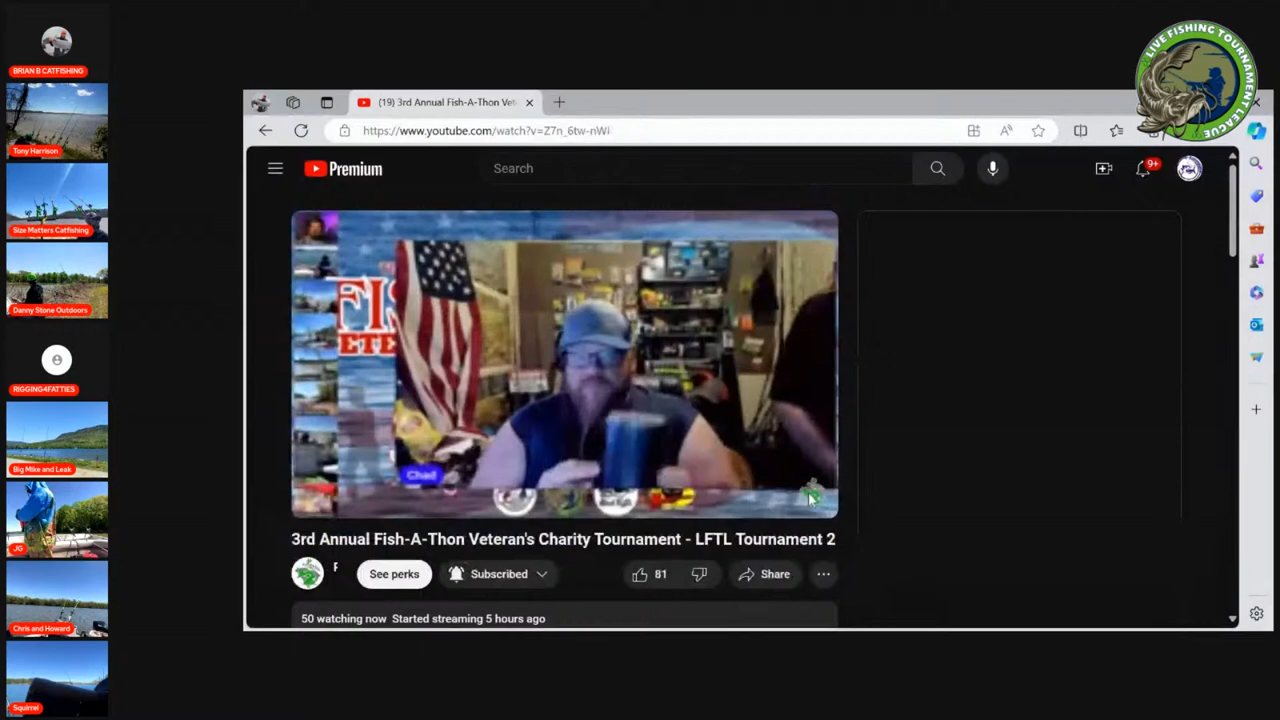 BRIAN B CATFISHING
Tony Harrison
Size Matters Catfishing
Danny Stone Outdoors
RIGGING4FATTIES
Big Mike and Leak
JG
Chris and Howard
Squirrel
LIVE FISHING TOURNAMENT LEAGUE
(19) 3rd Annual Fish-A-Thon Vet
https://www.youtube.com/watch?v=Z7n_6tw-nWi
Premium
Search
9+
FIS
ETE
Chad
3rd Annual Fish-A-Thon Veteran's Charity Tournament - LFTL Tournament 2
See perks
Subscribed
81
Share
50 watching now Started streaming 5 hours ago